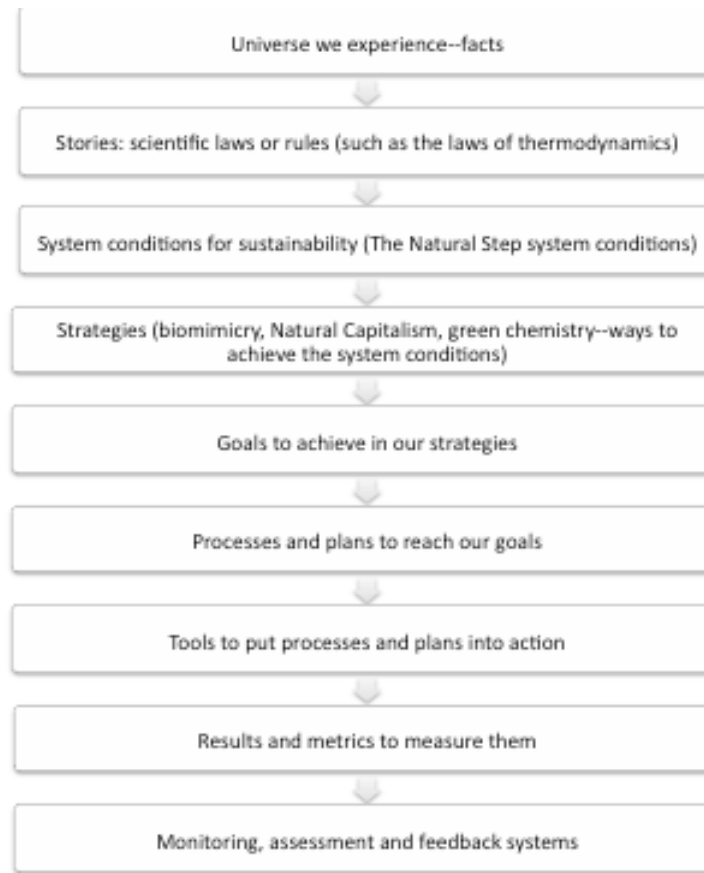 Universe we experience--facts
Stories: scientific laws or rules (such as the laws of thermodynamics)
System conditions for sustainability (The Natural Step system conditions)
Strategies (biomimicry, Natural Capitalism, green chemistry--ways to
achieve the system conditions)
Goals to achieve in our strategies
Processes and plans to reach our goals
Tools to put processes and plans into action
Results and metrics to measure them
Monitoring, assessment and feedback systems